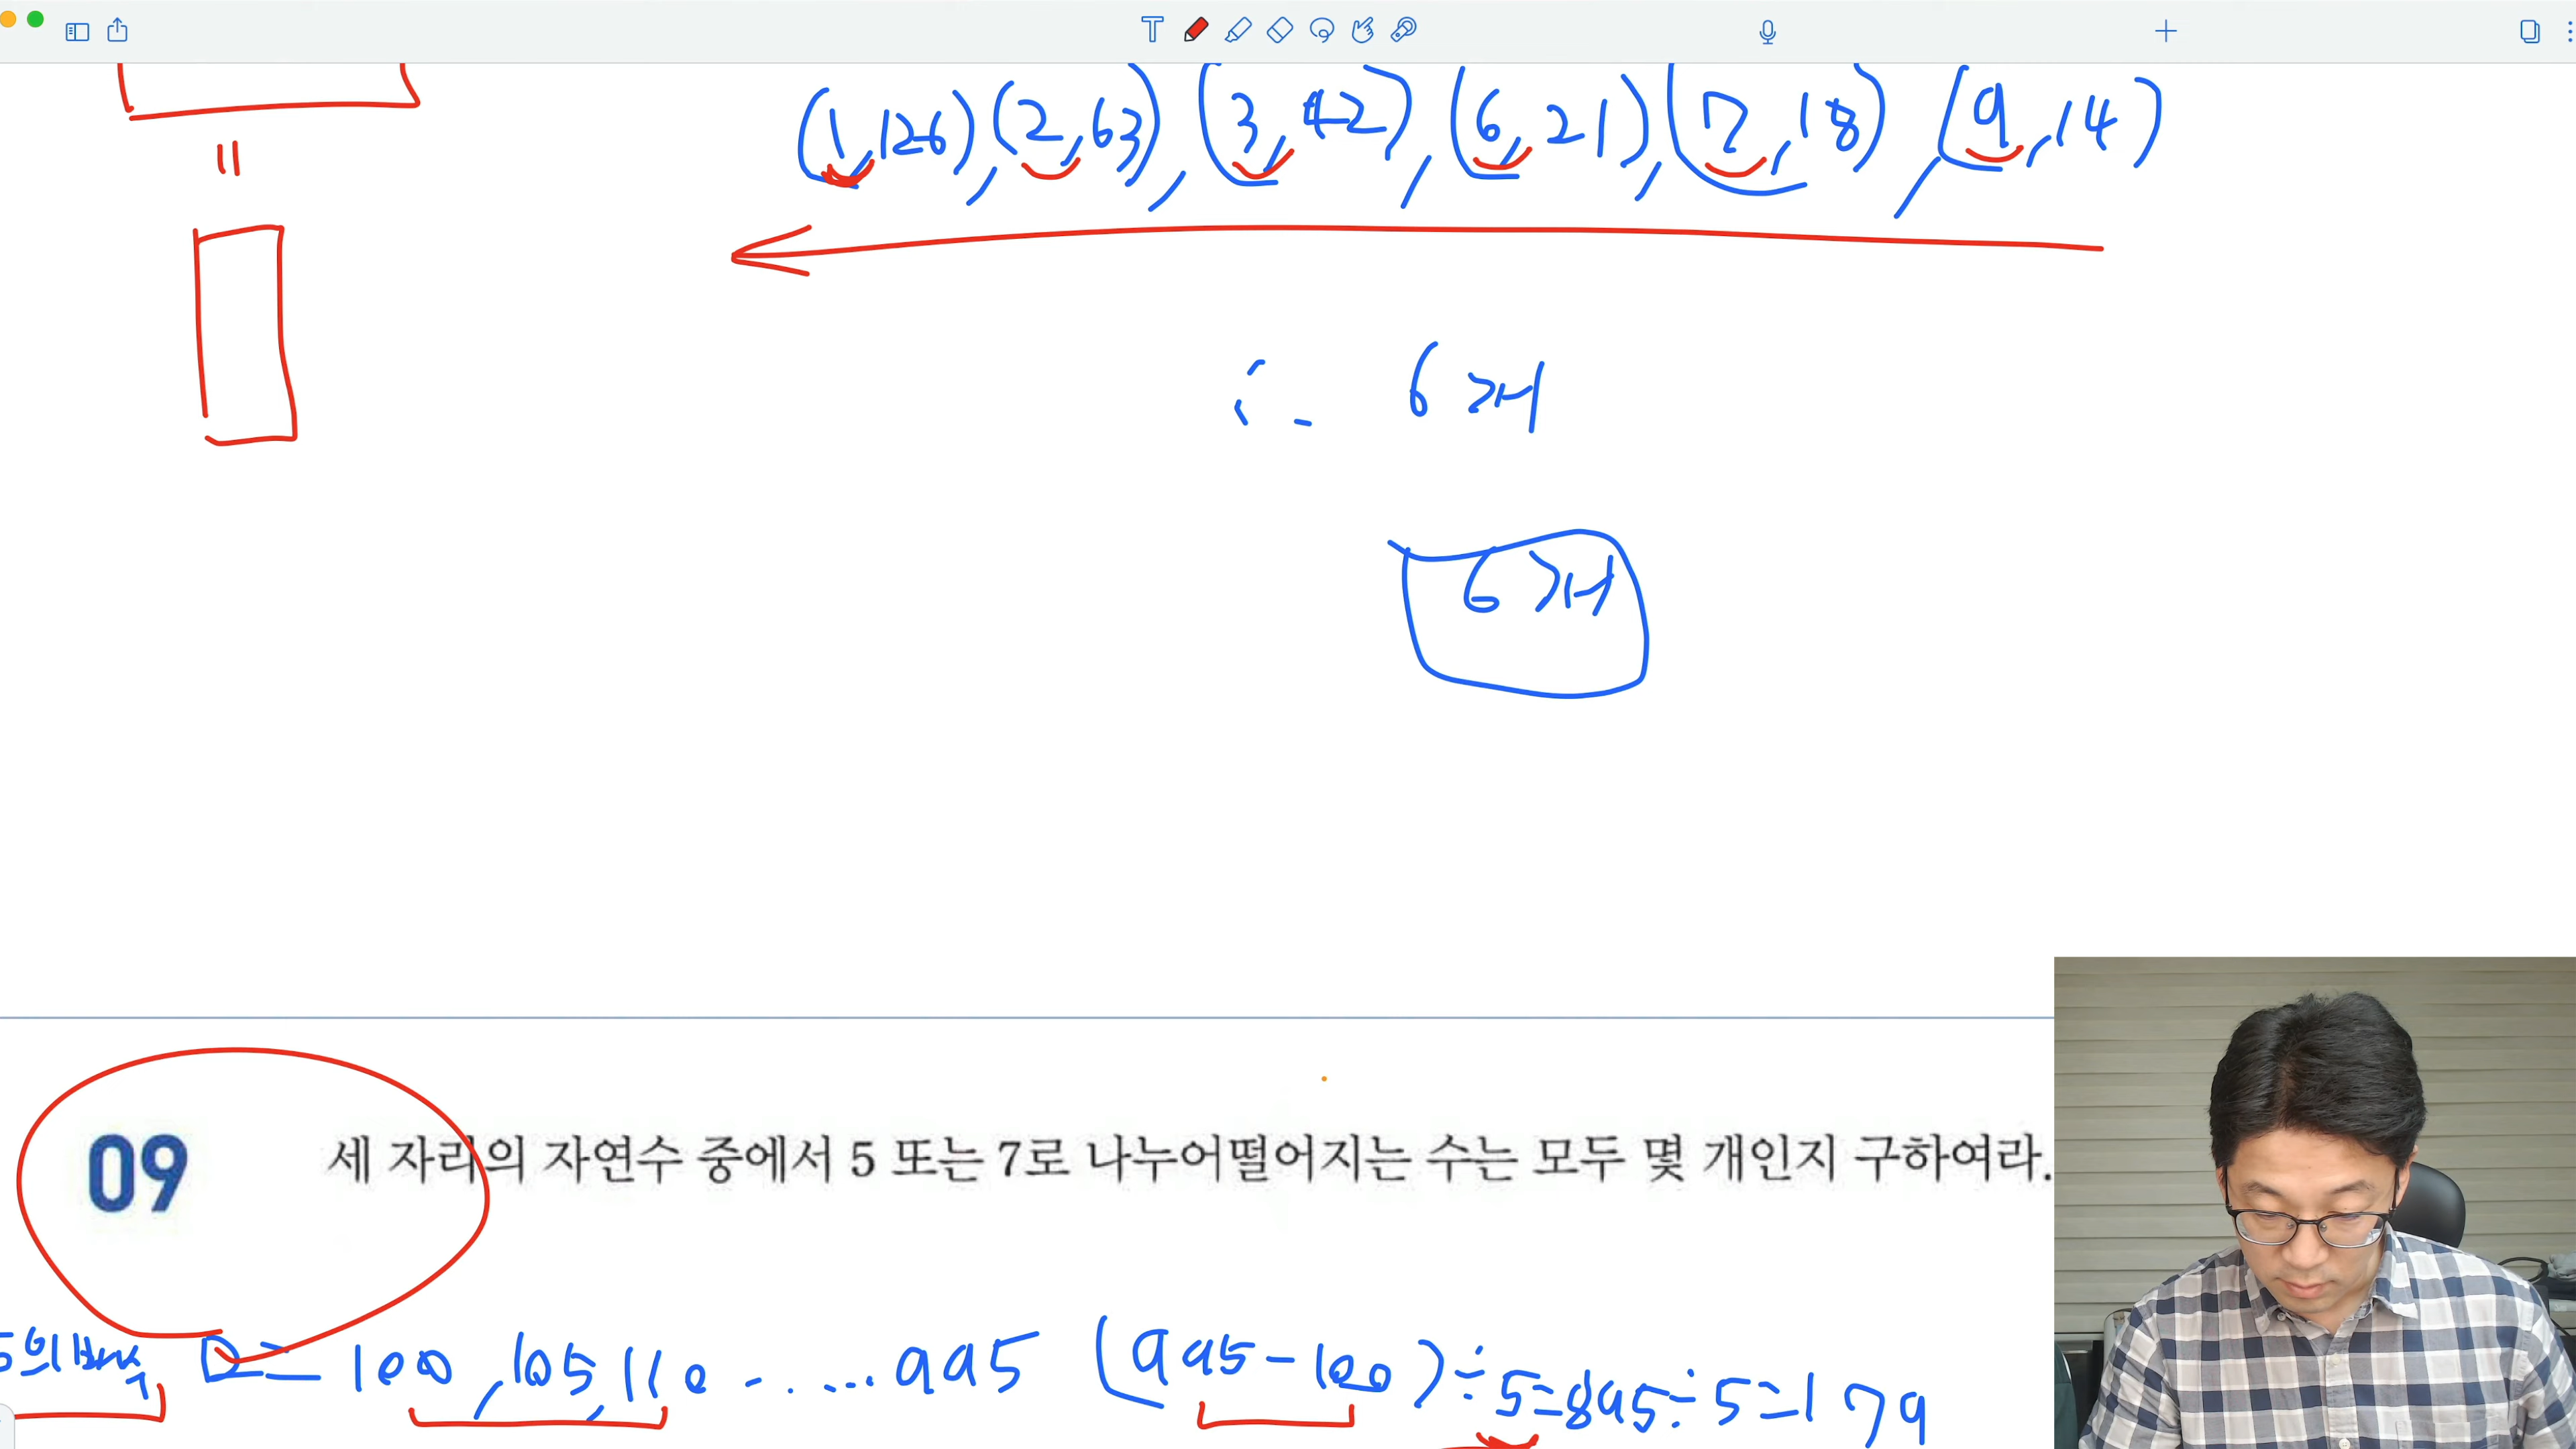 (1,126),(2,63),(3,42),(6,21),(7,18),(9,14)
∴ 6개
6개
09 세 자리의 자연수 중에서 5 또는 7로 나누어떨어지는 수는 모두 몇 개인지 구하여라.
5의 배수 100,105,110.....995 (995-100)÷5=895÷5=179